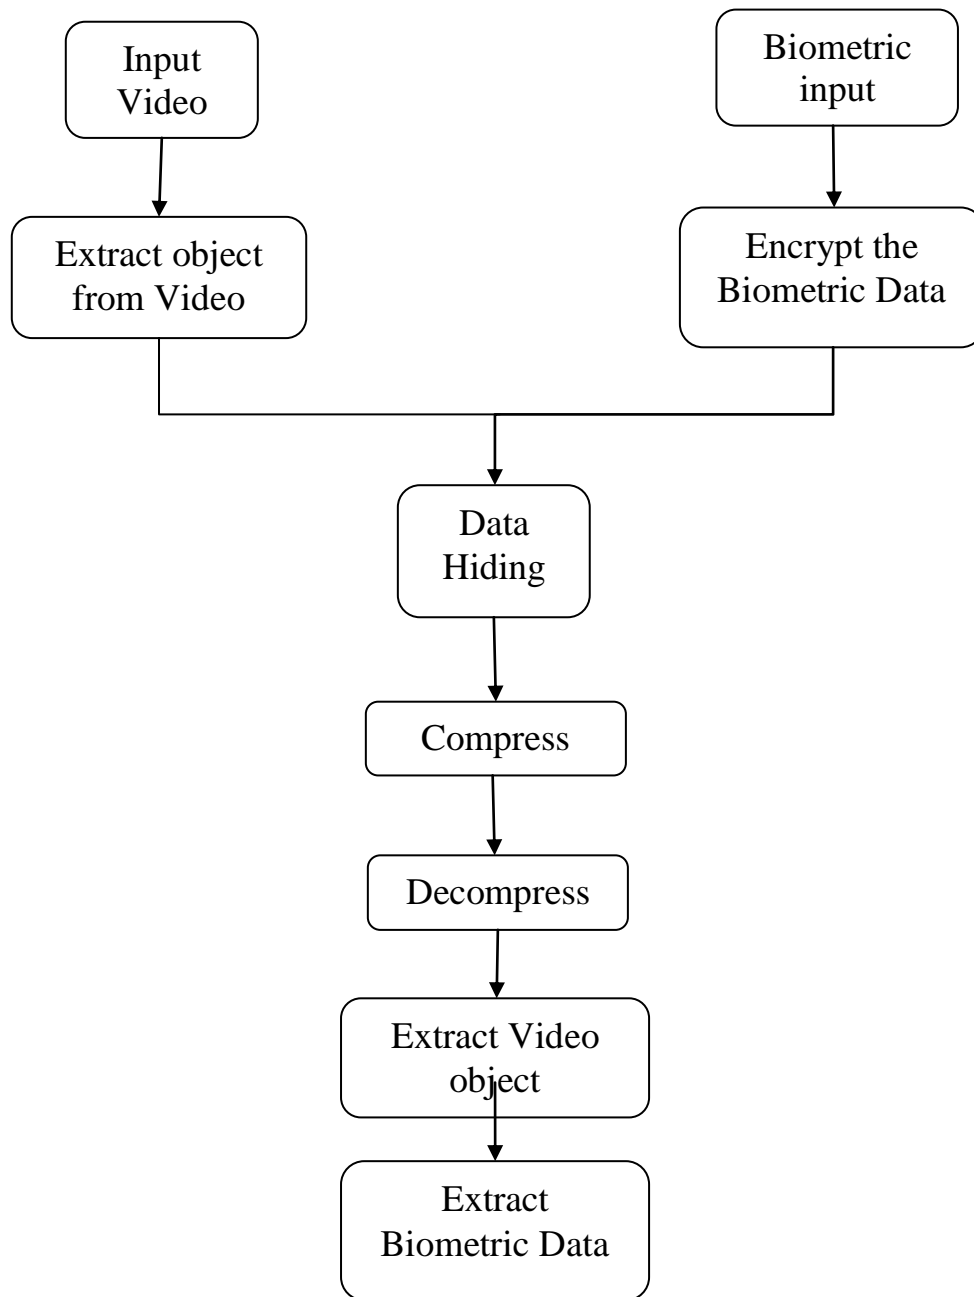 Input
Video
Biometric
input
Extract object
from Video
Encrypt the
Biometric Data
Data
Hiding
Compress
Decompress
Extract Video
object
Extract
Biometric Data